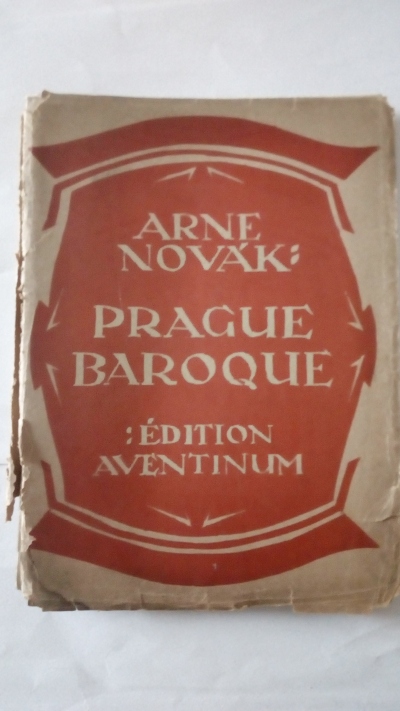 ARNE
NOVÁK:
PRAGUE
BAROQUE
:ÉDITION
AVENTINUM